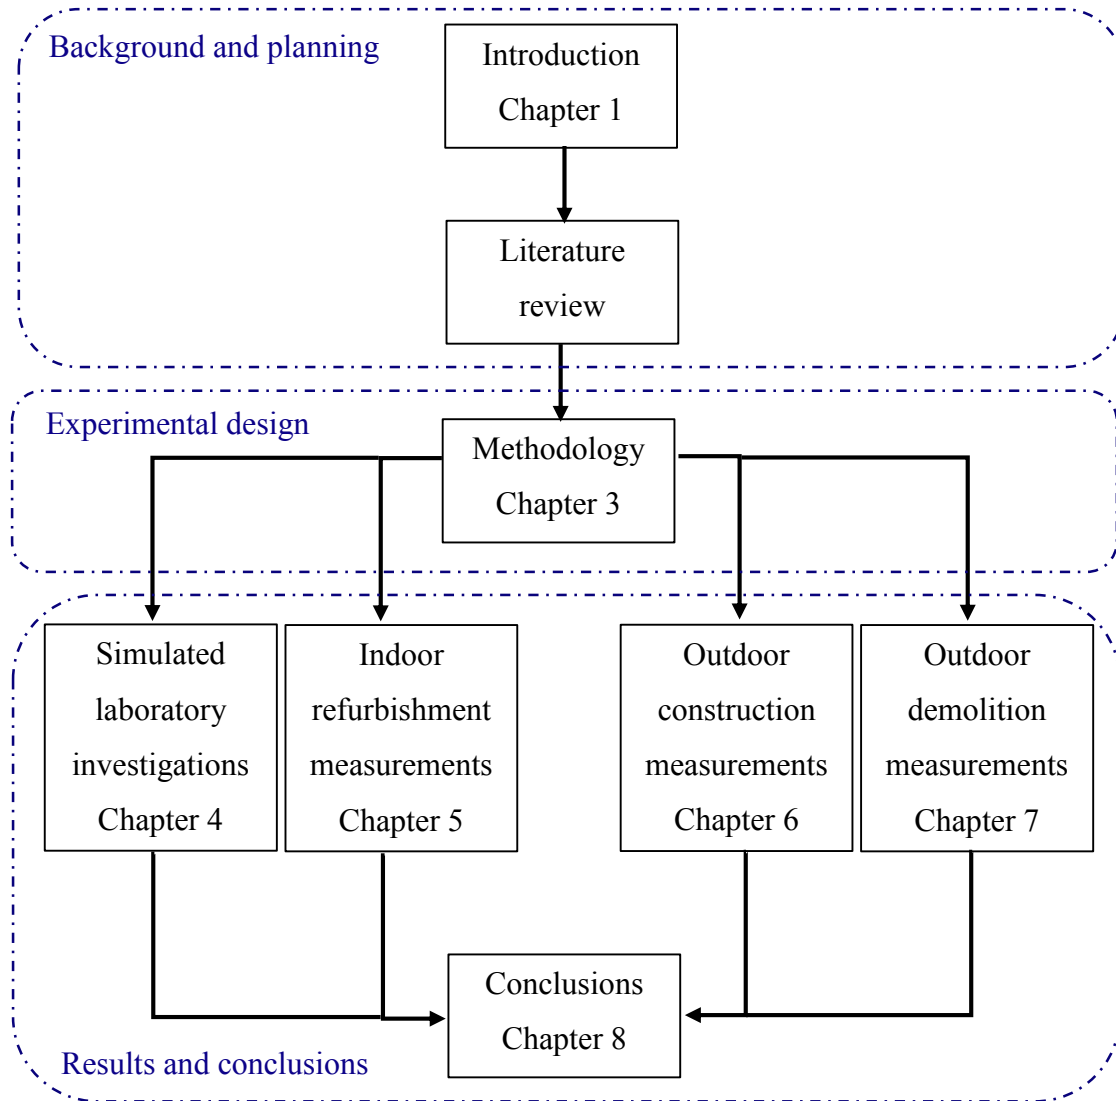 Background and planning
Introduction
Chapter 1
Literature
review
Experimental design
Methodology
Chapter 3
Simulated
laboratory
investigations
Chapter 4
Indoor
refurbishment
measurements
Chapter 5
Outdoor
construction
measurements
Chapter 6
Outdoor
demolition
measurements
Chapter 7
Conclusions
Chapter 8
Results and conclusions